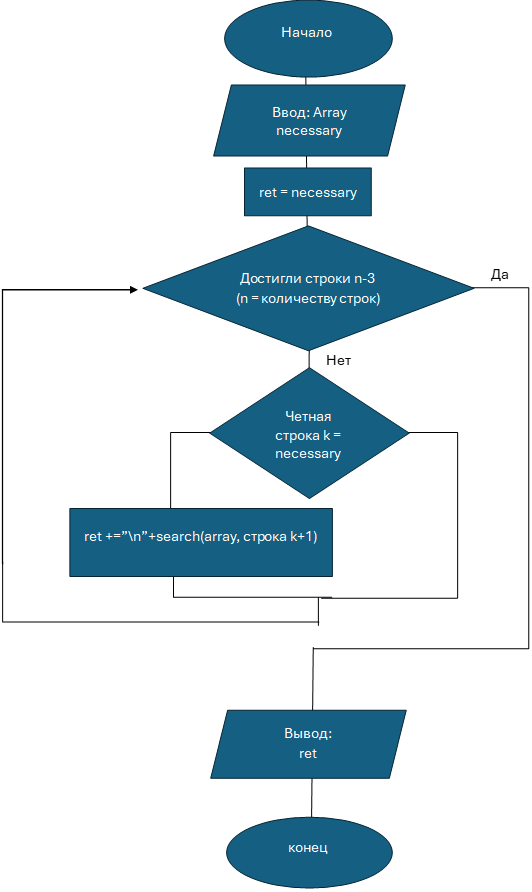 Начало
Ввод: Array
necessary
ret = necessary
Достигли строки n-3
(n = количеству строк)
Да
Нет
Четная
строка k =
necessary
ret +="\n"+search(array, строка k+1)
Вывод:
ret
конец